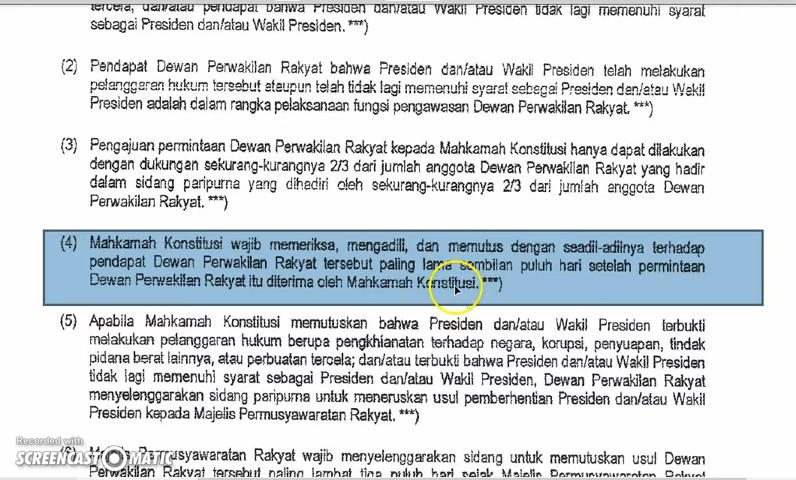 tercela; dan/atau pendapat bahwa Presiden dan/atau Wakil Presiden tidak lagi memenuhi syarat
sebagai Presiden dan/atau Wakil Presiden. ***)
(2) Pendapat Dewan Perwakilan Rakyat bahwa Presiden dan/atau Wakil Presiden telah melakukan
pelanggaran hukum tersebut ataupun telah tidak lagi memenuhi syarat sebagai Presiden dan/atau Wakil
Presiden adalah dalam rangka pelaksanaan fungsi pengawasan Dewan Perwakilan Rakyat. ***)
(3) Pengajuan permintaan Dewan Perwakilan Rakyat kepada Mahkamah Konstitusi hanya dapat dilakukan
dengan dukungan sekurang-kurangnya 2/3 dari jumlah anggota Dewan Perwakilan Rakyat yang hadir
dalam sidang paripurna yang dihadiri oleh sekurang-kurangnya 2/3 dari jumlah anggota Dewan
Perwakilan Rakyat. ***)
(4) Mahkamah Konstitusi wajib memeriksa, mengadili, dan memutus dengan seadil-adilnya terhadap
pendapat Dewan Perwakilan Rakyat tersebut paling lama sembilan puluh hari setelah permintaan
Dewan Perwakilan Rakyat itu diterima oleh Mahkamah Konstitusi. ***)
(5) Apabila Mahkamah Konstitusi memutuskan bahwa Presiden dan/atau Wakil Presiden terbukti
melakukan pelanggaran hukum berupa pengkhianatan terhadap negara, korupsi, penyuapan, tindak
pidana berat lainnya, atau perbuatan tercela; dan/atau terbukti bahwa Presiden dan/atau Wakil Presiden
tidak lagi memenuhi syarat sebagai Presiden dan/atau Wakil Presiden, Dewan Perwakilan Rakyat
menyelenggarakan sidang paripurna untuk meneruskan usul pemberhentian Presiden dan/atau Wakil
Presiden kepada Majelis Permusyawaratan Rakyat. ***)
Recorded with
SCREENCAST MATIC
Permusyawaratan Rakyat wajib menyelenggarakan sidang untuk memutuskan usul Dewan
Perwakilan Rakyat tersebut paling lambat tiga puluh hari sejak Majelis Permusyawaratan Rakyat